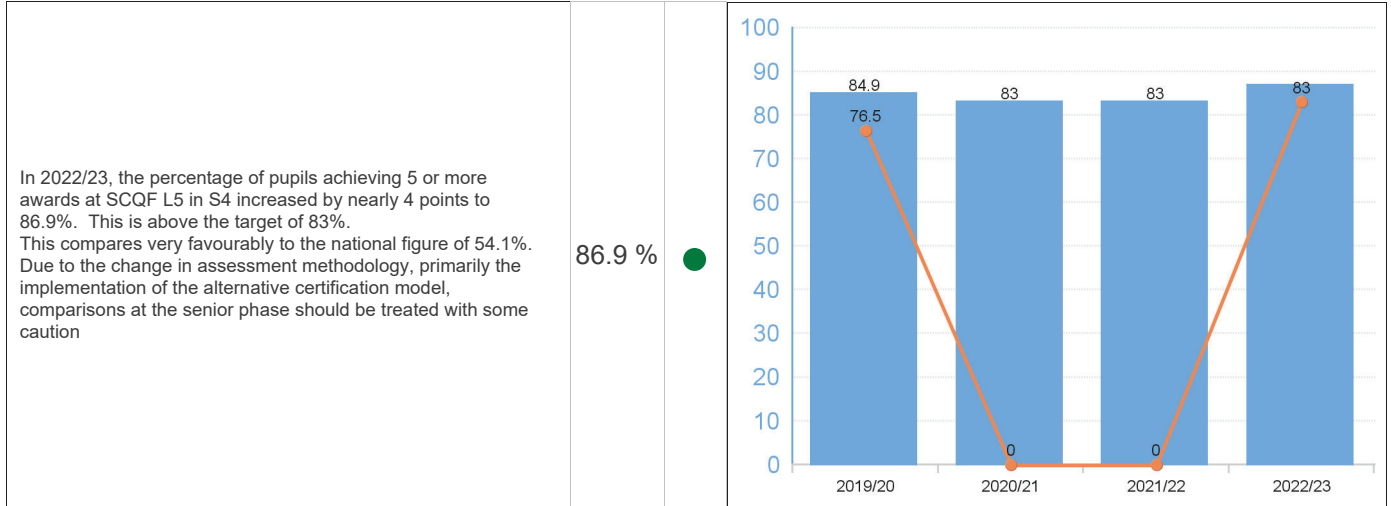 In 2022/23, the percentage of pupils achieving 5 or more
awards at SCQF L5 in S4 increased by nearly 4 points to
86.9%.  This is above the target of 83%.
This compares very favourably to the national figure of 54.1%.
Due to the change in assessment methodology, primarily the
implementation of the alternative certification model,
comparisons at the senior phase should be treated with some
caution
86.9 %
100
90
80
70
60
50
40
30
20
10
0
84.9
83
83
83
76.5
0
0
2019/20
2020/21
2021/22
2022/23